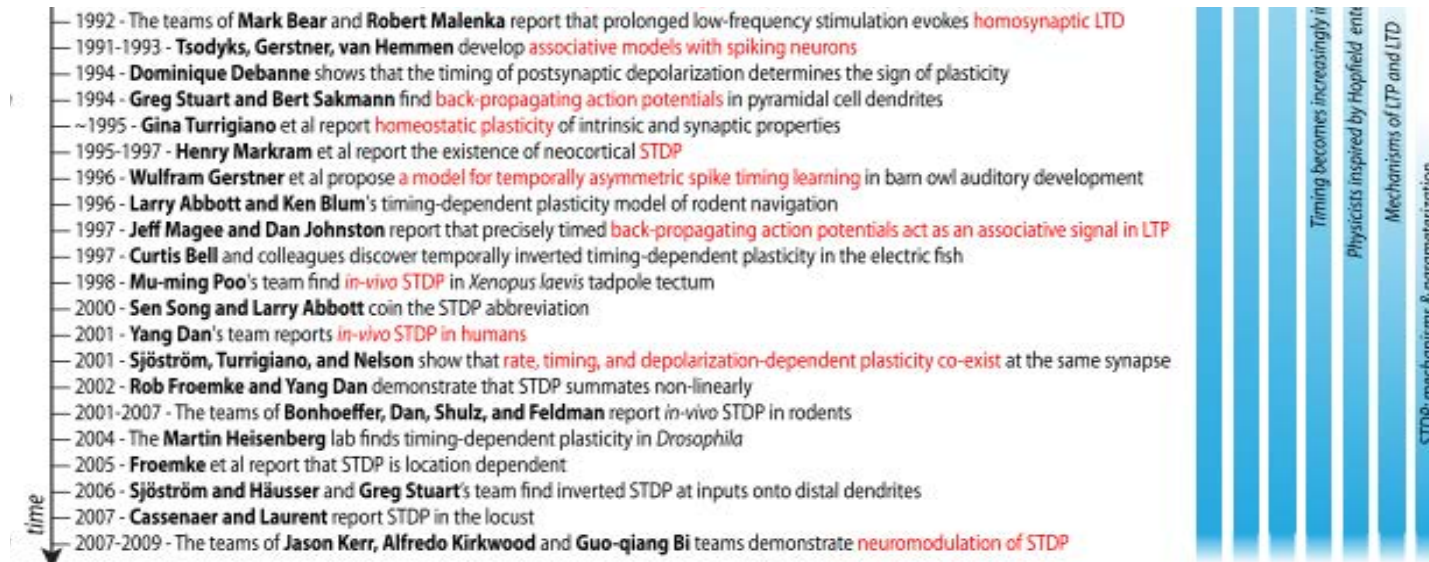 1992 - The teams of Mark Bear and Robert Malenka report that prolonged low-frequency stimulation evokes homosynaptic LTD
1991-1993 - Tsodyks, Gerstner, van Hemmen develop associative models with spiking neurons
1994 - Dominique Debanne shows that the timing of postsynaptic depolarization determines the sign of plasticity
1994 - Greg Stuart and Bert Sakmann find back-propagating action potentials in pyramidal cell dendrites
~1995 - Gina Turrigiano et al report homeostatic plasticity of intrinsic and synaptic properties
1995-1997 - Henry Markram et al report the existence of neocortical STDP
1996 - Wulfram Gerstner et al propose a model for temporally asymmetric spike timing learning in barn owl auditory development
1996 - Larry Abbott and Ken Blum's timing-dependent plasticity model of rodent navigation
1997 - Jeff Magee and Dan Johnston report that precisely timed back-propagating action potentials act as an associative signal in LTP
1997 - Curtis Bell and colleagues discover temporally inverted timing-dependent plasticity in the electric fish
1998 - Mu-ming Poo's team find in-vivo STDP in Xenopus laevis tadpole tectum
2000 - Sen Song and Larry Abbott coin the STDP abbreviation
2001 - Yang Dan's team reports in-vivo STDP in humans
2001 - Sjöström, Turrigiano, and Nelson show that rate, timing, and depolarization-dependent plasticity co-exist at the same synapse
2002 - Rob Froemke and Yang Dan demonstrate that STDP summates non-linearly
2001-2007 - The teams of Bonhoeffer, Dan, Shulz, and Feldman report in-vivo STDP in rodents
2004 - The Martin Heisenberg lab finds timing-dependent plasticity in Drosophila
2005 - Froemke et al report that STDP is location dependent
2006 - Sjöström and Häusser and Greg Stuart's team find inverted STDP at inputs onto distal dendrites
2007 - Cassenaer and Laurent report STDP in the locust
2007-2009 - The teams of Jason Kerr, Alfredo Kirkwood and Guo-qiang Bi teams demonstrate neuromodulation of STDP
time
Timing becomes increasingly
Physicists inspired by Hopfield
Mechanisms of LTP and LTD
STDP: mechanisms & parametrization